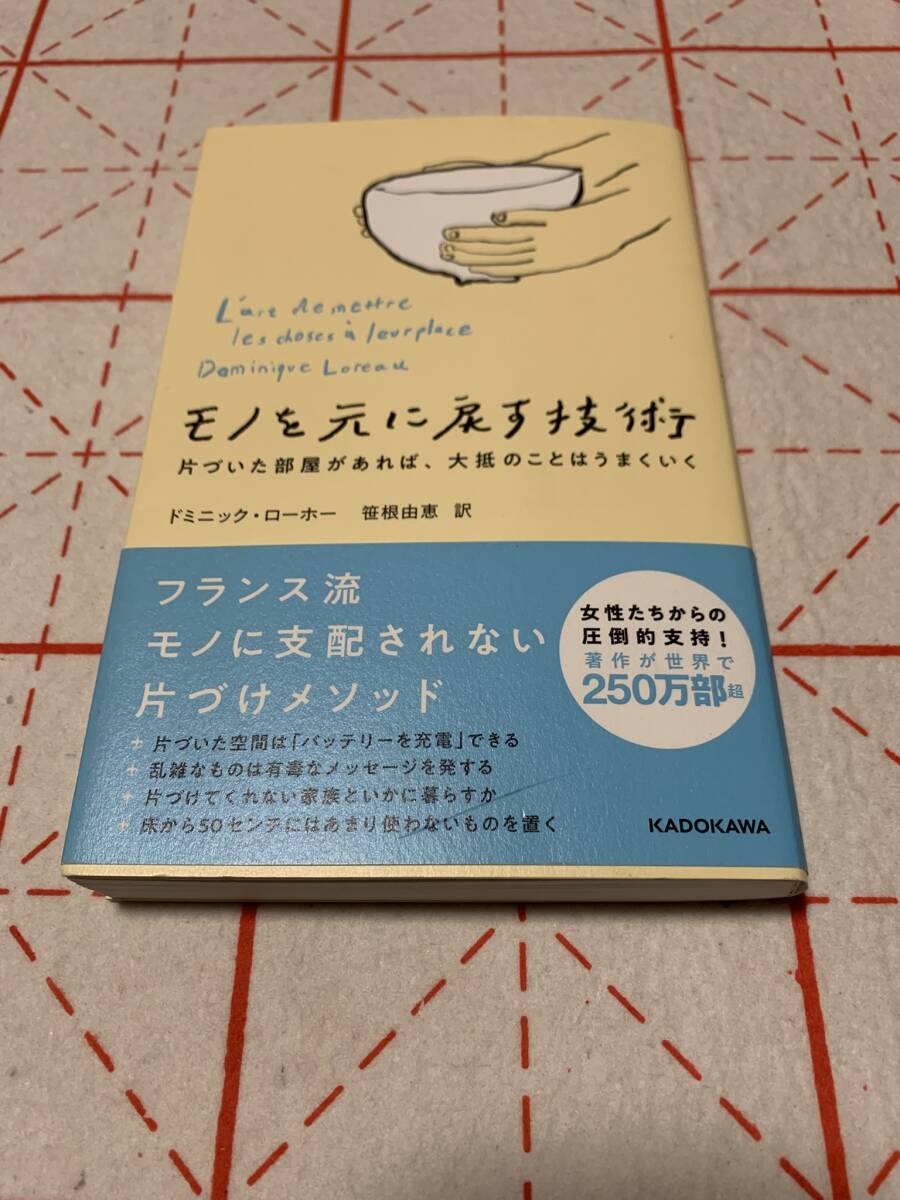 L'art de mettre
les choses à leur place
Dominique Loreau
モノを元に戻す技術
片づいた部屋があれば、大抵のことはうまくいく
ドミニック・ローホー 笹根由恵 訳
フランス流
モノに支配されない
片づけメソッド
女性たちからの
圧倒的支持!
著作が世界で
250万部超
+ 片づいた空間は「バッテリーを充電」できる
+ 乱雑なものは有毒なメッセージを発する
+ 片づけてくれない家族といかに暮らすか
+ 床から50センチにはあまり使わないものを置く
KADOKAWA